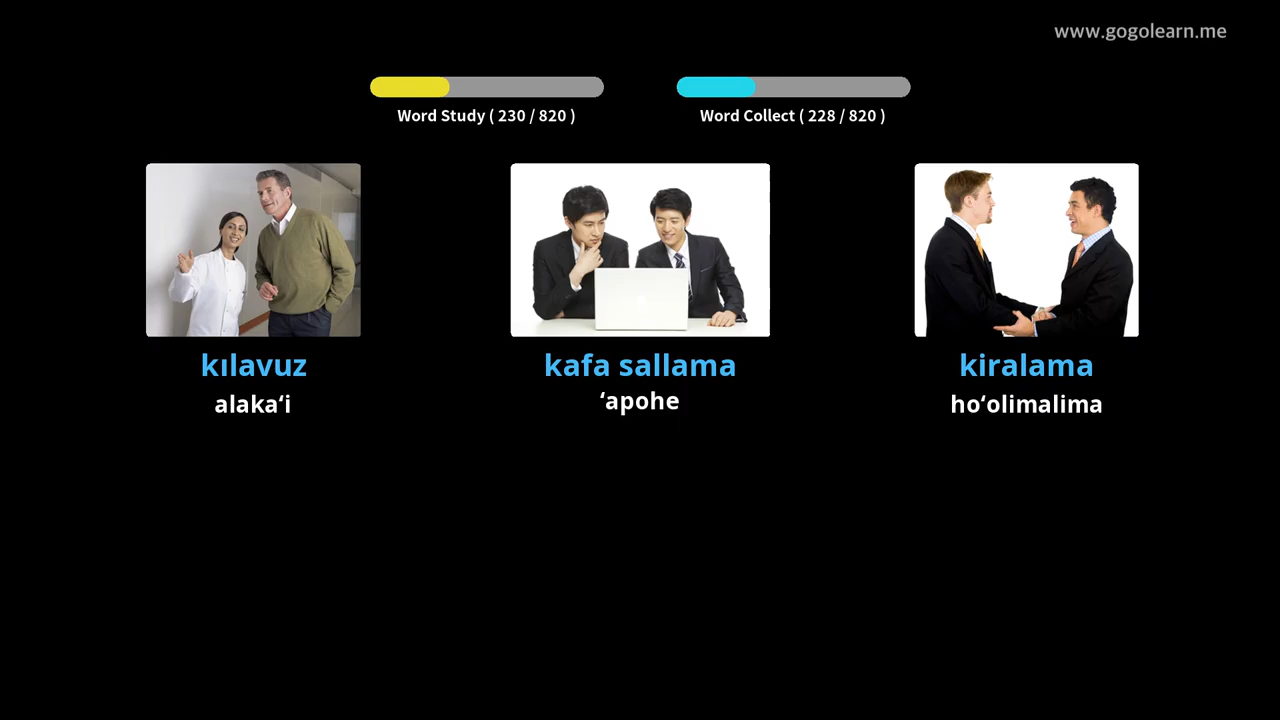 www.gogolearn.me
Word Study ( 230 / 820 )
Word Collect ( 228 / 820 )
kılavuz
alakaʻi
kafa sallama
ʻapohe
kiralama
hoʻolimalima